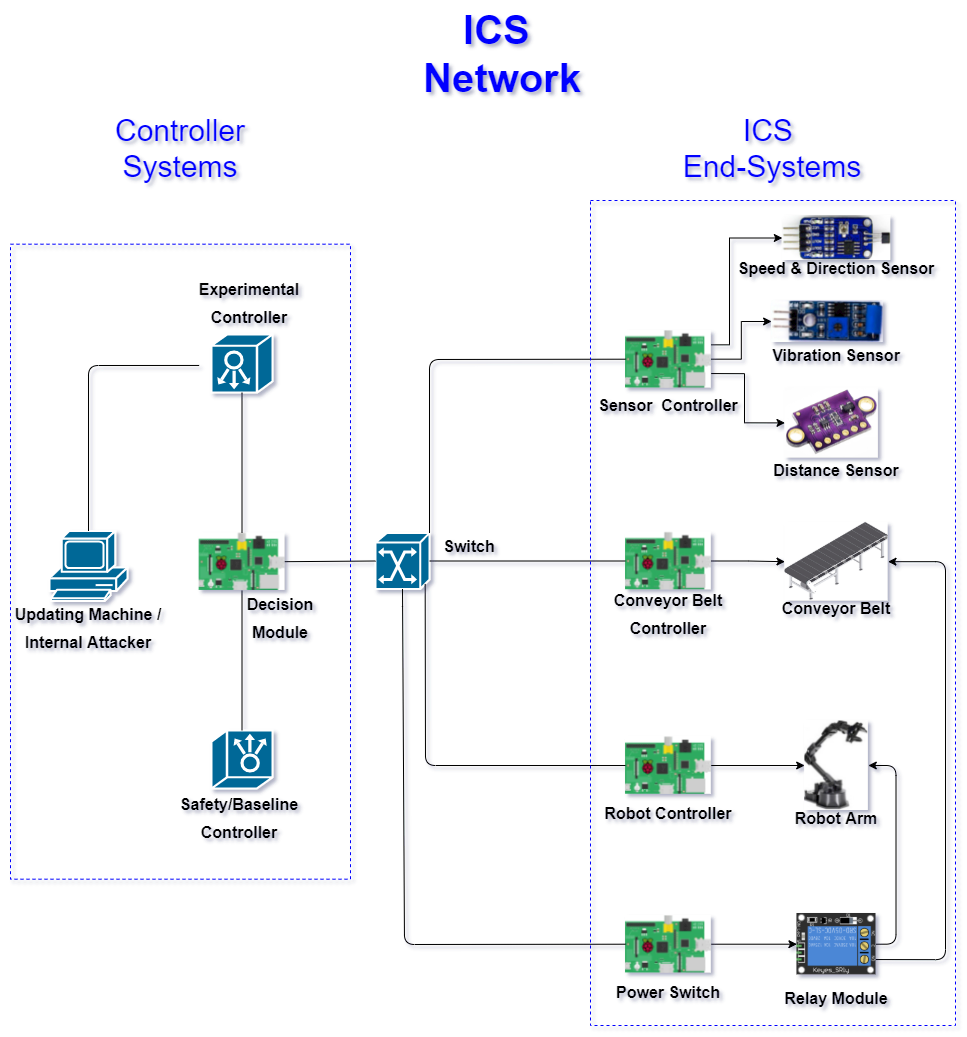 ICS
Network
Controller
Systems
ICS
End-Systems
Speed & Direction Sensor
Experimental
Controller
Vibration Sensor
Sensor Controller
Distance Sensor
Switch
Updating Machine /
Internal Attacker
Decision
Module
Conveyor Belt
Controller
Conveyor Belt
Safety/Baseline
Controller
Robot Controller
Robot Arm
Keyes_SRly
Power Switch
Relay Module